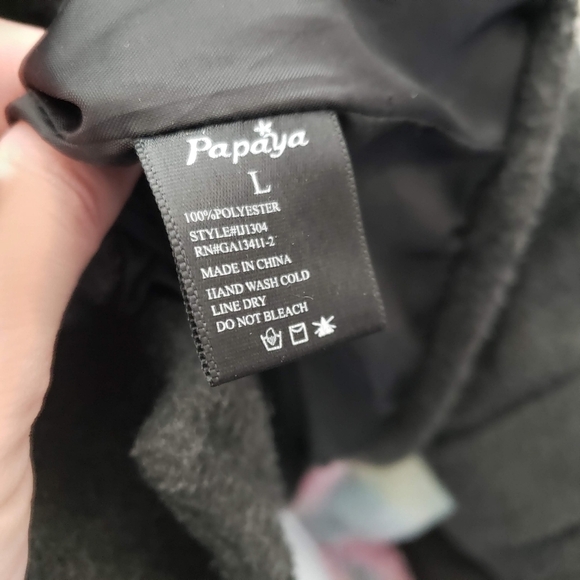 Papaya
L
100%POLYESTER
STYLE#IJ1304
RN#GA13411-2
MADE IN CHINA
HAND WASH COLD
LINE DRY
DO NOT BLEACH